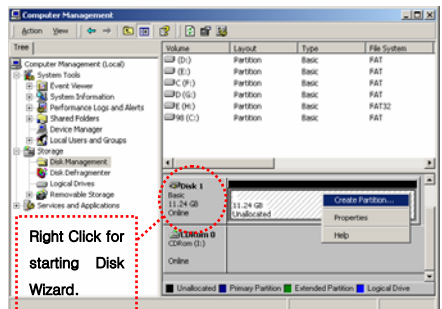 Computer Management
Action View
Tree
Computer Management (Local)
System Tools
Event Viewer
System Information
Performance Logs and Alerts
Shared Folders
Device Manager
Local Users and Groups
Storage
Disk Management
Disk Defragmenter
Logical Drives
Removable Storage
Services and Applications
Volume Layout Type File System
(D:) Partition Basic FAT
(E:) Partition Basic FAT
C (F:) Partition Basic FAT
D (G:) Partition Basic FAT
E (H:) Partition Basic FAT32
98 (C:) Partition Basic FAT
Disk 1
Basic
11.24 GB
Online
11.24 GB
Unallocated
Create Partition...
Properties
Help
CDRom 0
CDRom (I:)
Online
Unallocated Primary Partition Extended Partition Logical Drive
Right Click for
starting Disk
Wizard.